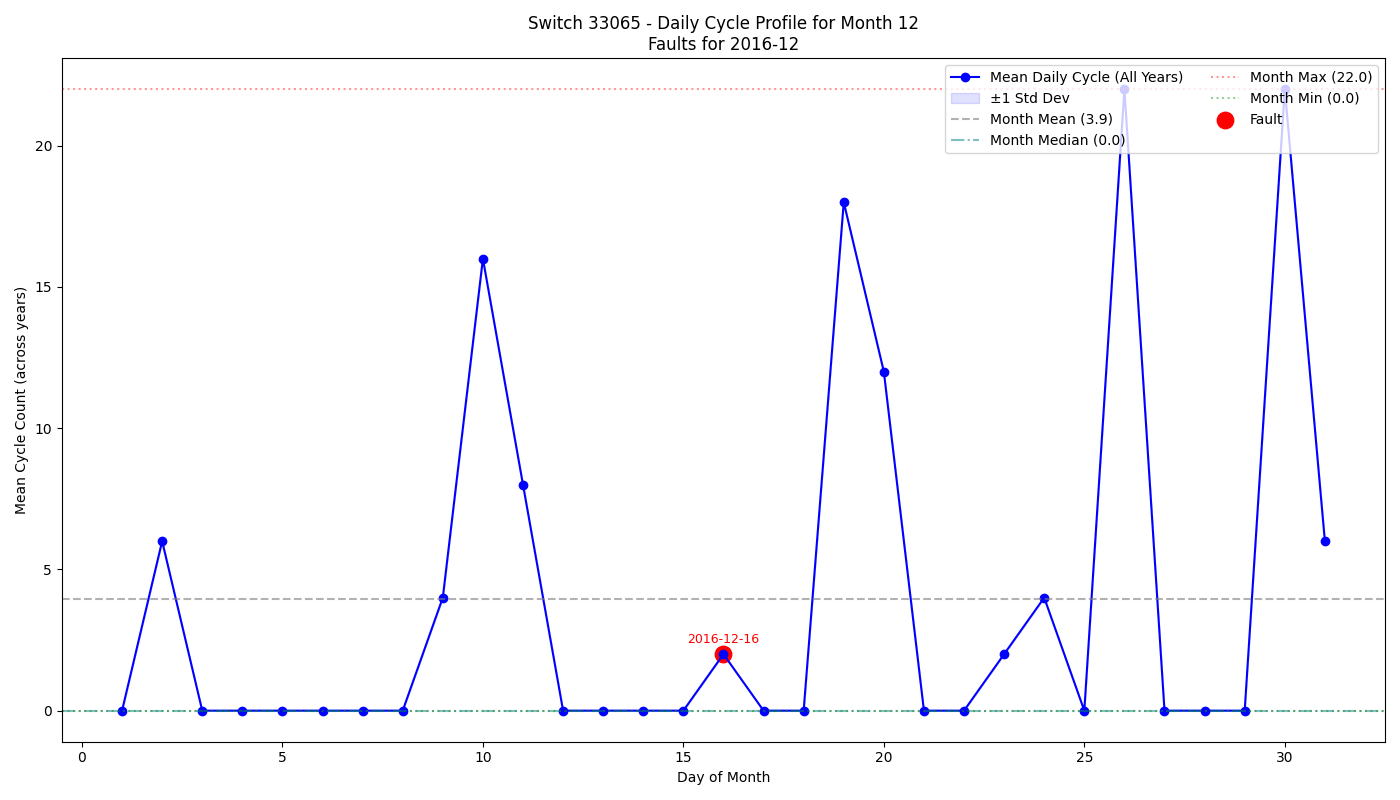 Switch 33065 - Daily Cycle Profile for Month 12
Faults for 2016-12
Mean Daily Cycle (All Years)
±1 Std Dev
Month Mean (3.9)
Month Median (0.0)
Month Max (22.0)
Month Min (0.0)
Fault
Mean Cycle Count (across years)
20
15
10
5
0
2016-12-16
0 5 10 15 20 25 30
Day of Month